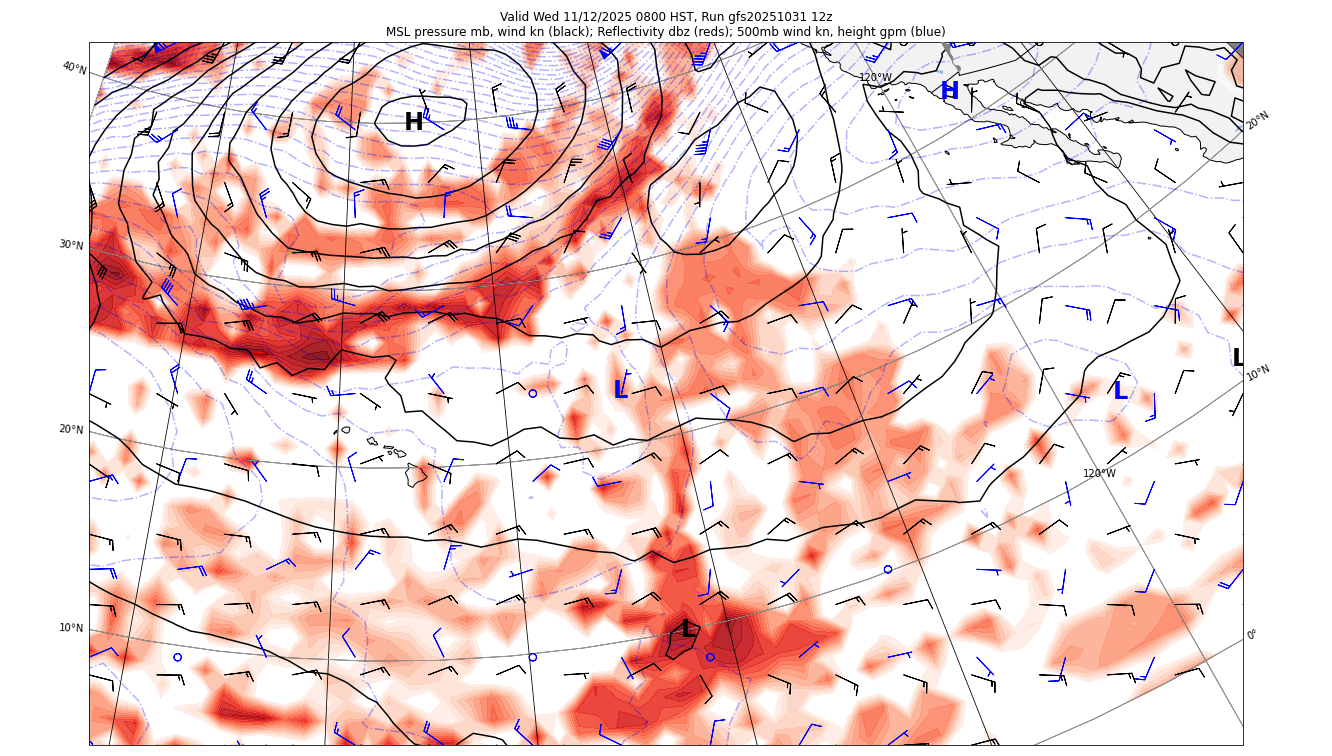 Valid Wed 11/12/2025 0800 HST, Run gfs20251031 12z
MSL pressure mb, wind kn (black); Reflectivity dbz (reds); 500mb wind kn, height gpm (blue)
40°N
120°W
H
20°N
H
30°N
L
10°N
L
L
20°N
120°W
10°N
L
0°